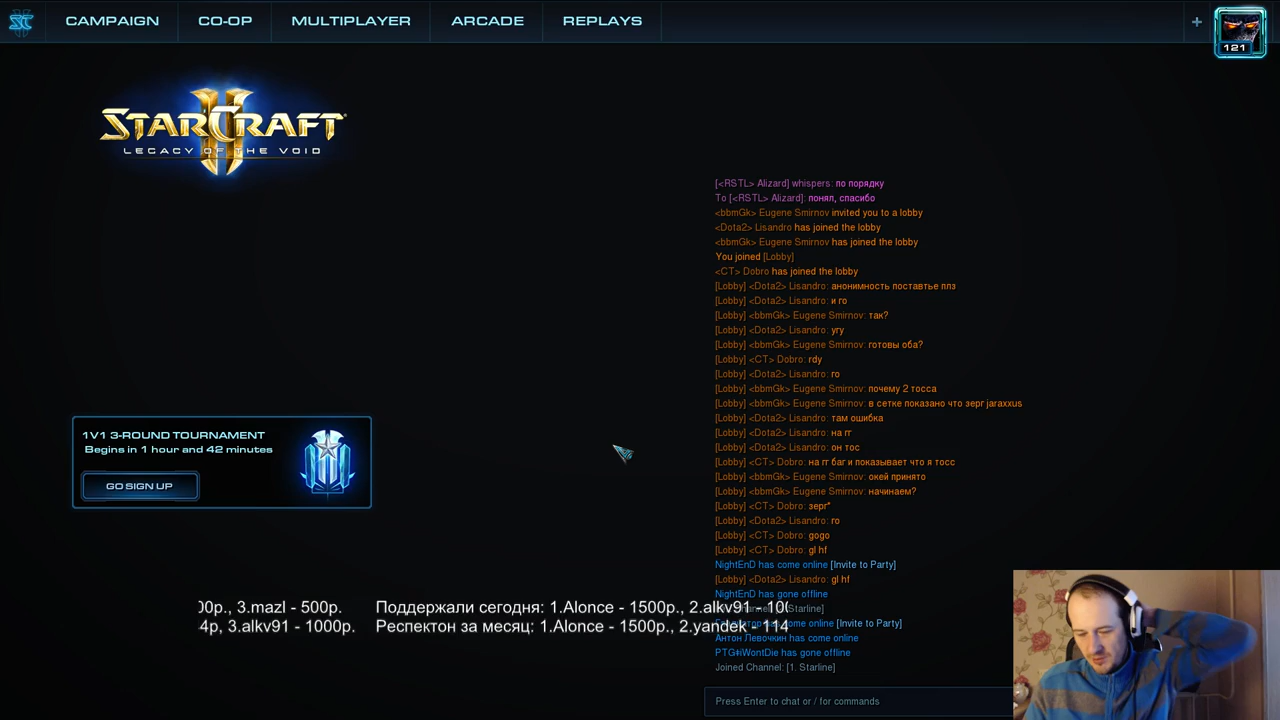 CAMPAIGN CO-OP MULTIPLAYER ARCADE REPLAYS
121
STARCRAFT
II
LEGACY OF THE VOID
[<RSTL> Alizard] whispers: по порядку
To [<RSTL> Alizard]: понял, спасибо
<bbmGk> Eugene Smirnov invited you to a lobby
<Dota2> Lisandro has joined the lobby
<bbmGk> Eugene Smirnov has joined the lobby
You joined [Lobby]
<CT> Dobro has joined the lobby
[Lobby] <Dota2> Lisandro: анонимность поставтье плз
[Lobby] <Dota2> Lisandro: и го
[Lobby] <bbmGk> Eugene Smirnov: так?
[Lobby] <Dota2> Lisandro: угу
[Lobby] <bbmGk> Eugene Smirnov: готовы оба?
[Lobby] <CT> Dobro: rdy
[Lobby] <Dota2> Lisandro: го
[Lobby] <bbmGk> Eugene Smirnov: почему 2 тосса
[Lobby] <bbmGk> Eugene Smirnov: в сетке показано что зерг jaraxxus
[Lobby] <Dota2> Lisandro: там ошибка
[Lobby] <Dota2> Lisandro: на гг
[Lobby] <Dota2> Lisandro: он тос
[Lobby] <CT> Dobro: на гг баг и показывает что я тосс
[Lobby] <bbmGk> Eugene Smirnov: окей принято
[Lobby] <bbmGk> Eugene Smirnov: начинаем?
[Lobby] <CT> Dobro: зерг*
[Lobby] <Dota2> Lisandro: го
[Lobby] <CT> Dobro: gogo
[Lobby] <CT> Dobro: gl hf
NightEnD has come online [Invite to Party]
[Lobby] <Dota2> Lisandro: gl hf
NightEnD has gone offline
Starline]
come online [Invite to Party]
Антон Левочкин has come online
PTG‡iWontDie has gone offline
Joined Channel: [1. Starline]
Press Enter to chat or / for commands
1V1 3-ROUND TOURNAMENT
Begins in 1 hour and 42 minutes
GO SIGN UP
00р., 3.mazl - 500р. Поддержали сегодня: 1.Alonce - 1500р., 2.alkv91 - 100
4р, 3.alkv91 - 1000р. Респектон за месяц: 1.Alonce - 1500р., 2.yandek - 114